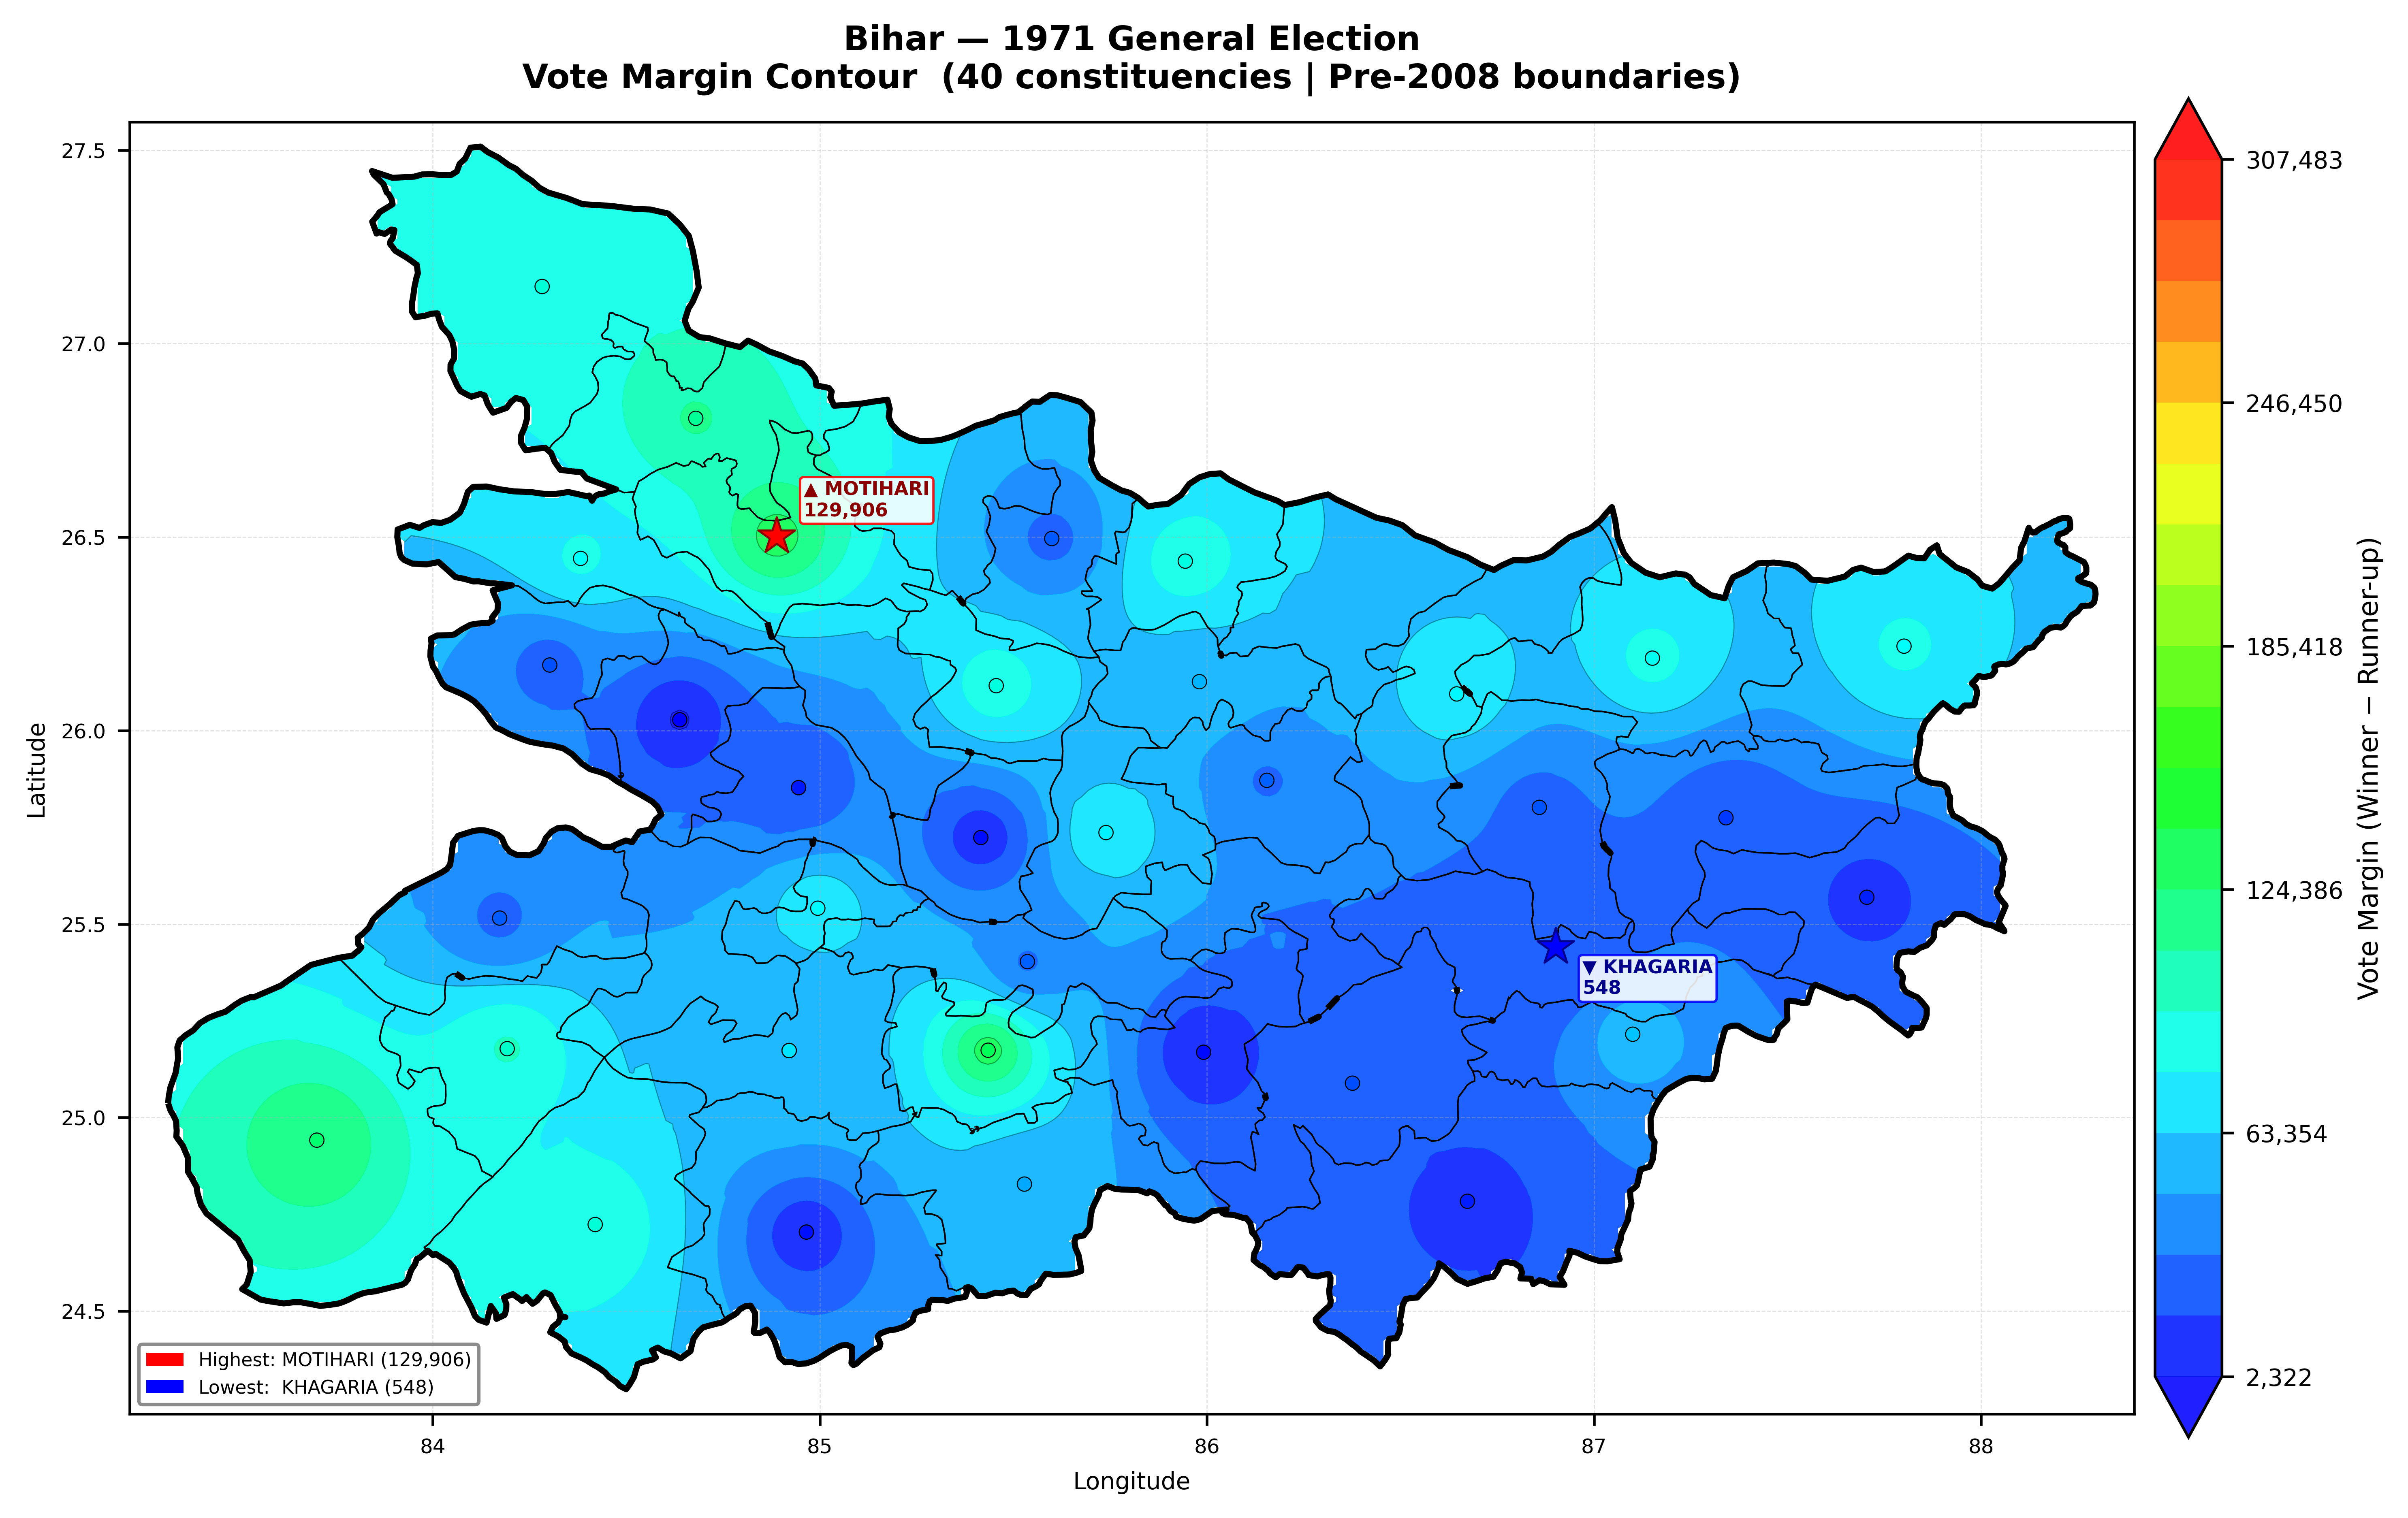 Bihar — 1971 General Election
Vote Margin Contour (40 constituencies | Pre-2008 boundaries)
27.5
27.0
26.5
26.0
25.5
25.0
24.5
Latitude
▲ MOTIHARI
129,906
▼ KHAGARIA
548
Highest: MOTIHARI (129,906)
Lowest: KHAGARIA (548)
84
85
86
87
88
Longitude
307,483
246,450
185,418
124,386
63,354
2,322
Vote Margin (Winner — Runner-up)